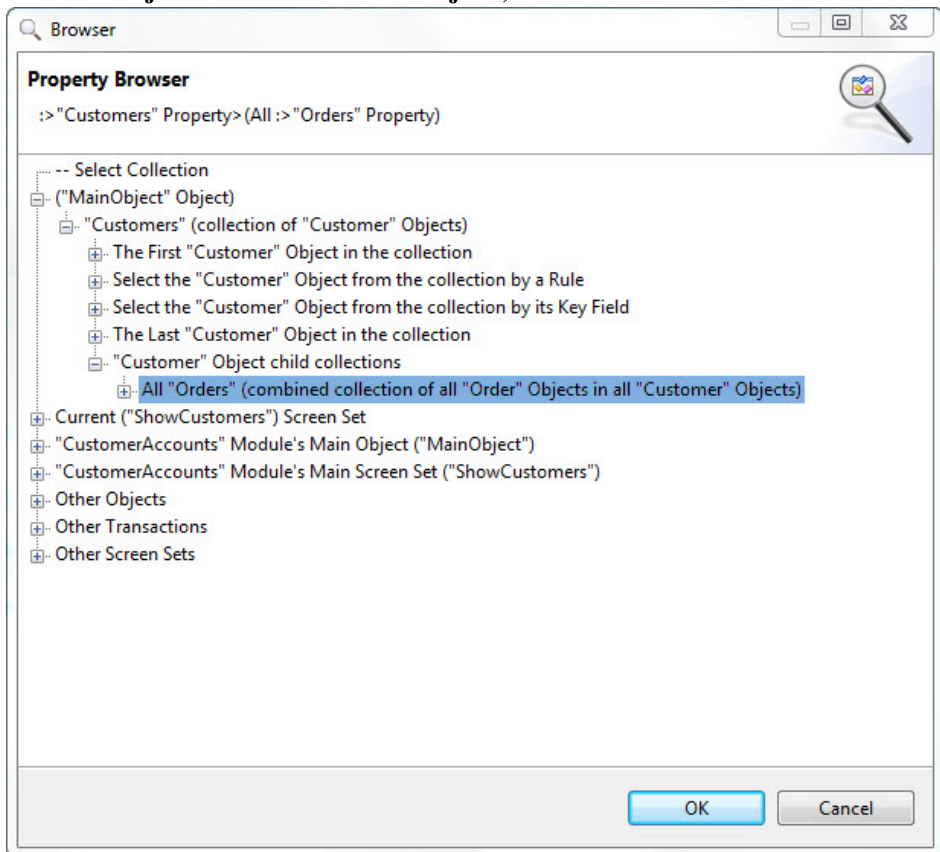 Browser
Property Browser
:>"Customers" Property>(All :>"Orders" Property)
-- Select Collection
("MainObject" Object)
"Customers" (collection of "Customer" Objects)
The First "Customer" Object in the collection
Select the "Customer" Object from the collection by a Rule
Select the "Customer" Object from the collection by its Key Field
The Last "Customer" Object in the collection
"Customer" Object child collections
All "Orders" (combined collection of all "Order" Objects in all "Customer" Objects)
Current ("ShowCustomers") Screen Set
"CustomerAccounts" Module's Main Object ("MainObject")
"CustomerAccounts" Module's Main Screen Set ("ShowCustomers")
Other Objects
Other Transactions
Other Screen Sets
OK Cancel